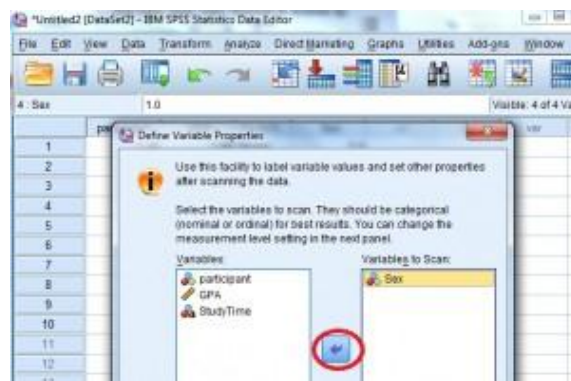 *Untitled2 [DataSet2] - IBM SPSS Statistics Data Editor
File Edit View Data Transform Analyze Direct Marketing Graphs Utilities Add-ons Window
4 : Sex 1.0 Visible: 4 of 4 Va
par
var
Define Variable Properties
1
2
3
4
5
6
7
8
9
10
11
12
Use this facility to label variable values and set other properties
after scanning the data.
Select the variables to scan. They should be categorical
(nominal or ordinal) for best results. You can change the
measurement level setting in the next panel.
Variables:
participant
GPA
StudyTime
Variables to Scan:
Sex